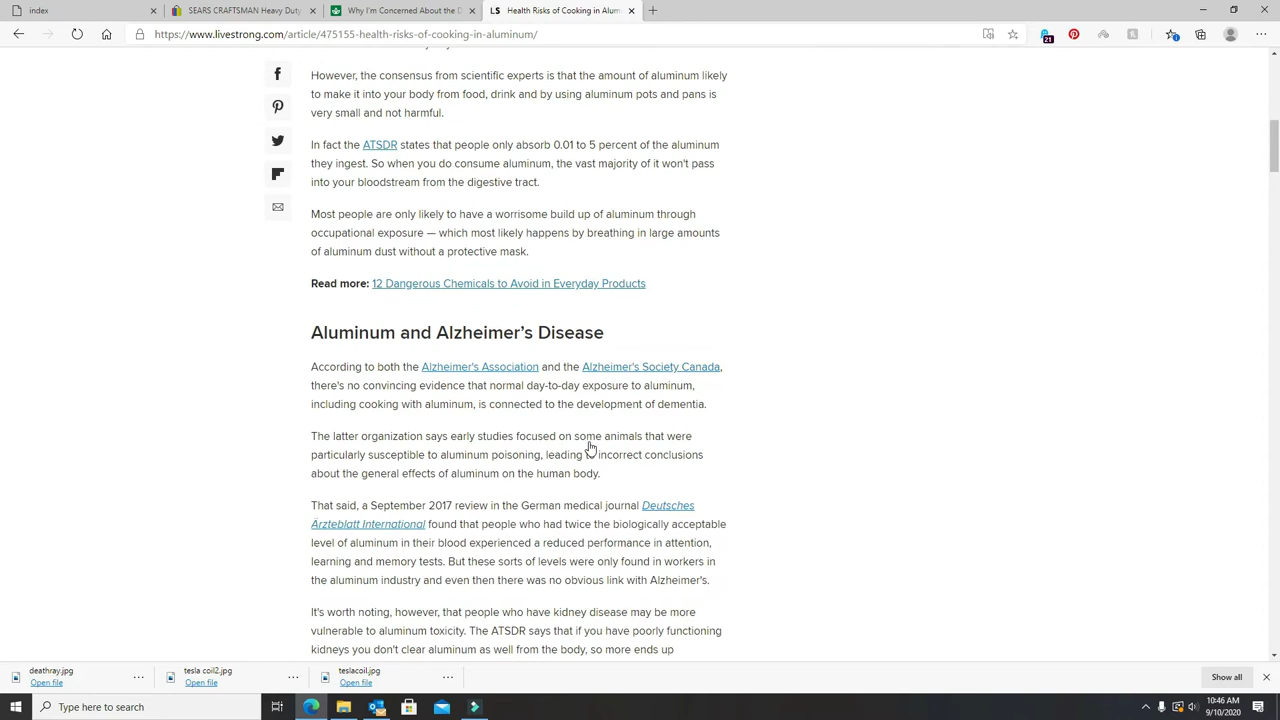 index
SEARS CRAFTSMAN Heavy Duty
Why I'm Concerned About the D
LS Health Risks of Cooking in Alum
https://www.livestrong.com/article/475155-health-risks-of-cooking-in-aluminum/
21
However, the consensus from scientific experts is that the amount of aluminum likely
to make it into your body from food, drink and by using aluminum pots and pans is
very small and not harmful.
In fact the ATSDR states that people only absorb 0.01 to 5 percent of the aluminum
they ingest. So when you do consume aluminum, the vast majority of it won't pass
into your bloodstream from the digestive tract.
Most people are only likely to have a worrisome build up of aluminum through
occupational exposure — which most likely happens by breathing in large amounts
of aluminum dust without a protective mask.
Read more: 12 Dangerous Chemicals to Avoid in Everyday Products
Aluminum and Alzheimer's Disease
According to both the Alzheimer's Association and the Alzheimer's Society Canada,
there's no convincing evidence that normal day-to-day exposure to aluminum,
including cooking with aluminum, is connected to the development of dementia.
The latter organization says early studies focused on some animals that were
particularly susceptible to aluminum poisoning, leading incorrect conclusions
about the general effects of aluminum on the human body.
That said, a September 2017 review in the German medical journal Deutsches
Ärzteblatt International found that people who had twice the biologically acceptable
level of aluminum in their blood experienced a reduced performance in attention,
learning and memory tests. But these sorts of levels were only found in workers in
the aluminum industry and even then there was no obvious link with Alzheimer's.
It's worth noting, however, that people who have kidney disease may be more
vulnerable to aluminum toxicity. The ATSDR says that if you have poorly functioning
kidneys you don't clear aluminum as well from the body, so more ends up
deathray.jpg
Open file
tesla coil2.jpg
Open file
teslacoil.jpg
Open file
Show all
Type here to search
10:46 AM
9/10/2020